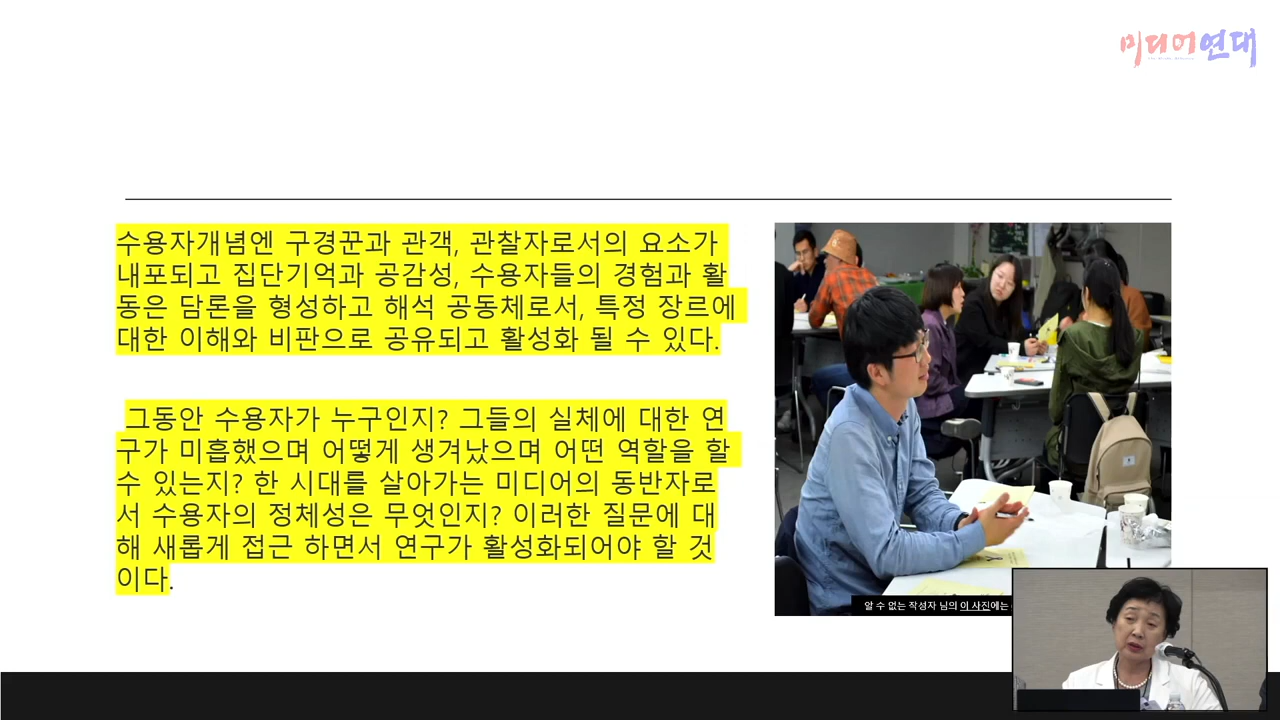 미디어연대
수용자개념엔 구경꾼과 관객, 관찰자로서의 요소가
내포되고 집단기억과 공감성, 수용자들의 경험과 활
동은 담론을 형성하고 해석 공동체로서, 특정 장르에
대한 이해와 비판으로 공유되고 활성화 될 수 있다.
그동안 수용자가 누구인지? 그들의 실체에 대한 연
구가 미흡했으며 어떻게 생겨났으며 어떤 역할을 할
수 있는지? 한 시대를 살아가는 미디어의 동반자로
서 수용자의 정체성은 무엇인지? 이러한 질문에 대
해 새롭게 접근 하면서 연구가 활성화되어야 할 것
이다.
알 수 없는 작성자 님의 이 사진에는